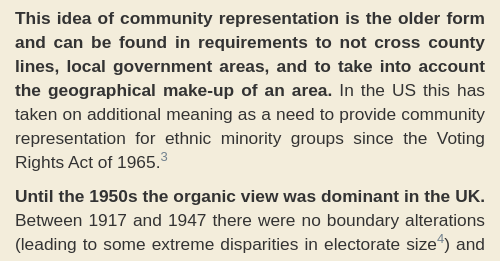 This idea of community representation is the older form
and can be found in requirements to not cross county
lines, local government areas, and to take into account
the geographical make-up of an area. In the US this has
taken on additional meaning as a need to provide community
representation for ethnic minority groups since the Voting
Rights Act of 1965.3
Until the 1950s the organic view was dominant in the UK.
Between 1917 and 1947 there were no boundary alterations
(leading to some extreme disparities in electorate size4) and